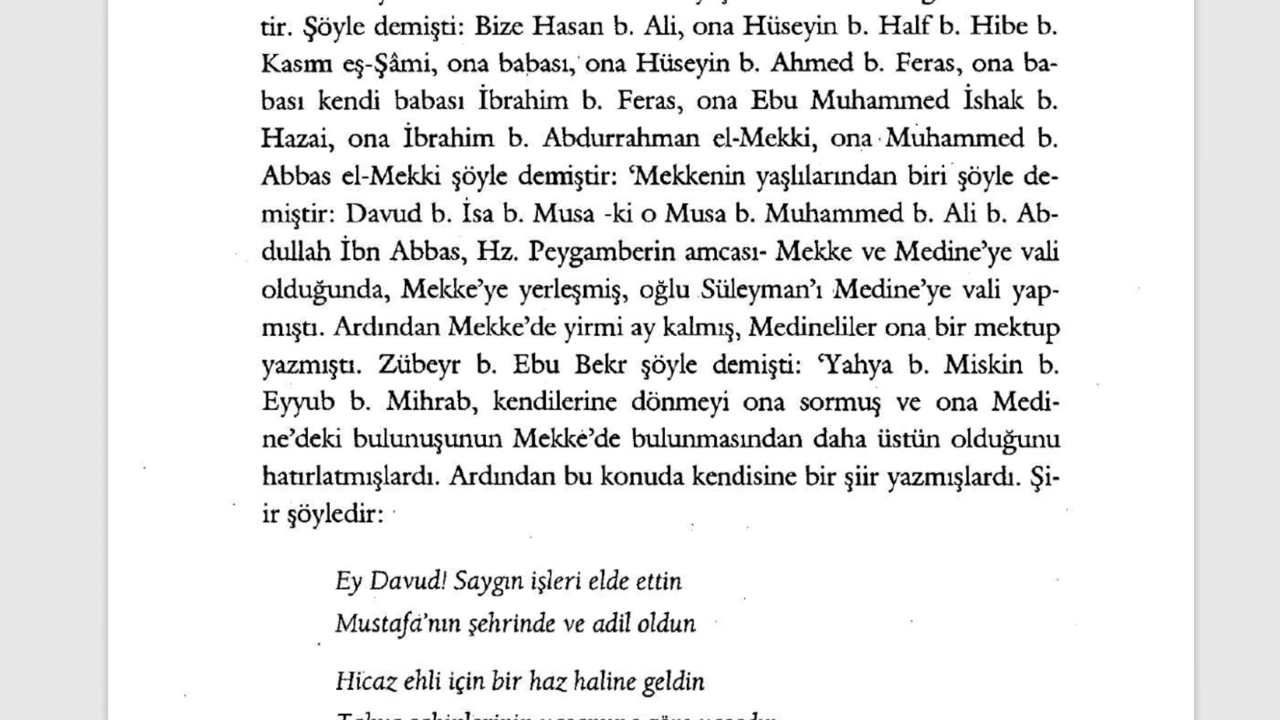 tir. Şöyle demişti: Bize Hasan b. Ali, ona Hüseyin b. Half b. Hibe b.
Kasım eş-Şâmi, ona babası, ona Hüseyin b. Ahmed b. Feras, ona ba-
bası kendi babası İbrahim b. Feras, ona Ebu Muhammed İshak b.
Hazai, ona İbrahim b. Abdurrahman el-Mekki, ona Muhammed b.
Abbas el-Mekki şöyle demiştir: ‘Mekkenin yaşlılarından biri şöyle de-
miştir: Davud b. İsa b. Musa -ki o Musa b. Muhammed b. Ali b. Ab-
dullah İbn Abbas, Hz. Peygamberin amcası- Mekke ve Medine’ye vali
olduğunda, Mekke’ye yerleşmiş, oğlu Süleyman’ı Medine’ye vali yap-
mıştı. Ardından Mekke’de yirmi ay kalmış, Medineliler ona bir mektup
yazmıştı. Zübeyr b. Ebu Bekr şöyle demişti: ‘Yahya b. Miskin b.
Eyyub b. Mihrab, kendilerine dönmeyi ona sormuş ve ona Medi-
ne’deki bulunuşunun Mekke’de bulunmasından daha üstün olduğunu
hatırlatmışlardı. Ardından bu konuda kendisine bir şiir yazmışlardı. Şi-
ir şöyledir:
Ey Davud! Saygın işleri elde ettin
Mustafa’nın şehrinde ve adil oldun
Hicaz ehli için bir haz haline geldin